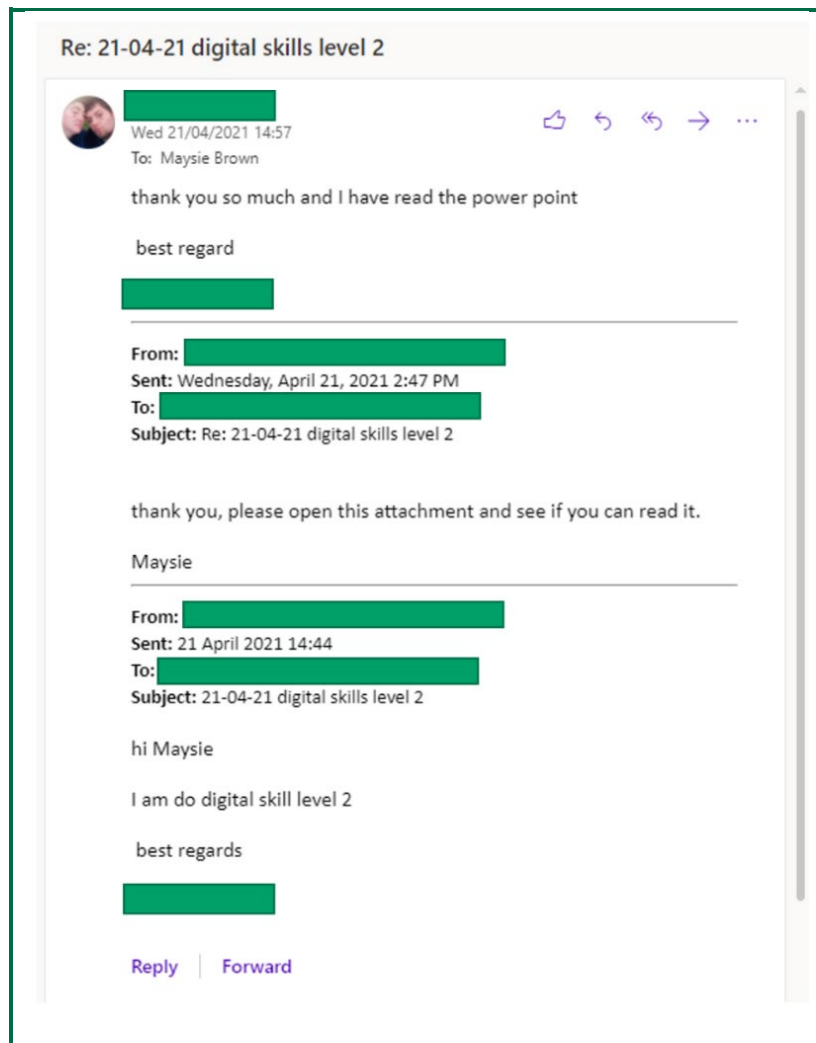 Re: 21-04-21 digital skills level 2
Wed 21/04/2021 14:57
To: Maysie Brown
thank you so much and I have read the power point
best regard
From:
Sent: Wednesday, April 21, 2021 2:47 PM
To:
Subject: Re: 21-04-21 digital skills level 2
thank you, please open this attachment and see if you can read it.
Maysie
From:
Sent: 21 April 2021 14:44
To:
Subject: 21-04-21 digital skills level 2
hi Maysie
I am do digital skill level 2
best regards
Reply Forward